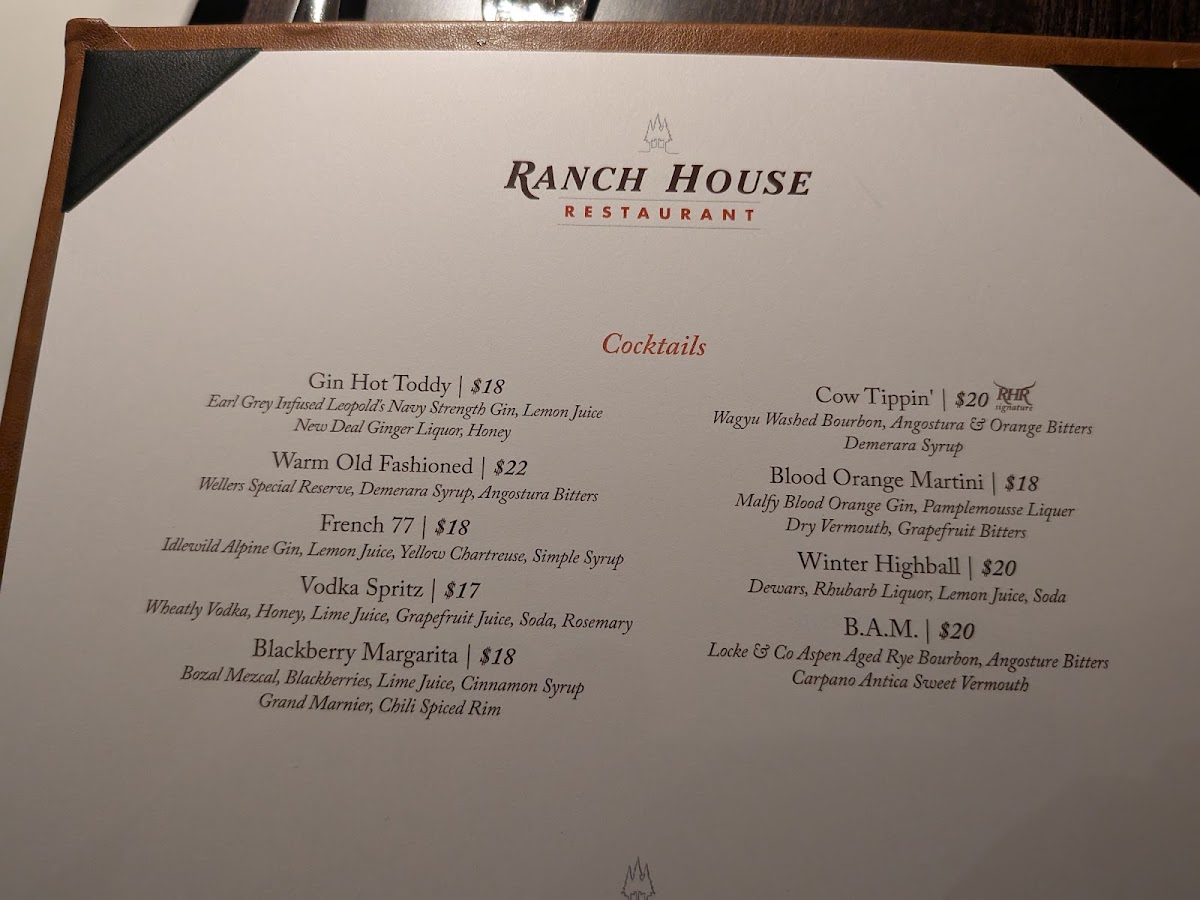 RANCH HOUSE
RESTAURANT
Cocktails
Gin Hot Toddy | $18
Earl Grey Infused Leopold's Navy Strength Gin, Lemon Juice
New Deal Ginger Liquor, Honey
Warm Old Fashioned | $22
Wellers Special Reserve, Demerara Syrup, Angostura Bitters
French 77 | $18
Idlewild Alpine Gin, Lemon Juice, Yellow Chartreuse, Simple Syrup
Vodka Spritz | $17
Wheatly Vodka, Honey, Lime Juice, Grapefruit Juice, Soda, Rosemary
Blackberry Margarita | $18
Bozal Mezcal, Blackberries, Lime Juice, Cinnamon Syrup
Grand Marnier, Chili Spiced Rim
Cow Tippin' | $20 RHR signature
Wagyu Washed Bourbon, Angostura & Orange Bitters
Demerara Syrup
Blood Orange Martini | $18
Malfy Blood Orange Gin, Pamplemousse Liquer
Dry Vermouth, Grapefruit Bitters
Winter Highball | $20
Dewars, Rhubarb Liquor, Lemon Juice, Soda
B.A.M. | $20
Locke & Co Aspen Aged Rye Bourbon, Angosture Bitters
Carpano Antica Sweet Vermouth